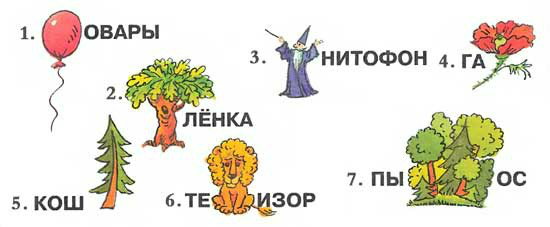 1. ОВАРЫ
2. ЛЁНКА
3. НИТОФОН
4. ГА
5. КОШ
6. ТЕ ИЗОР
7. ПЫ ОС